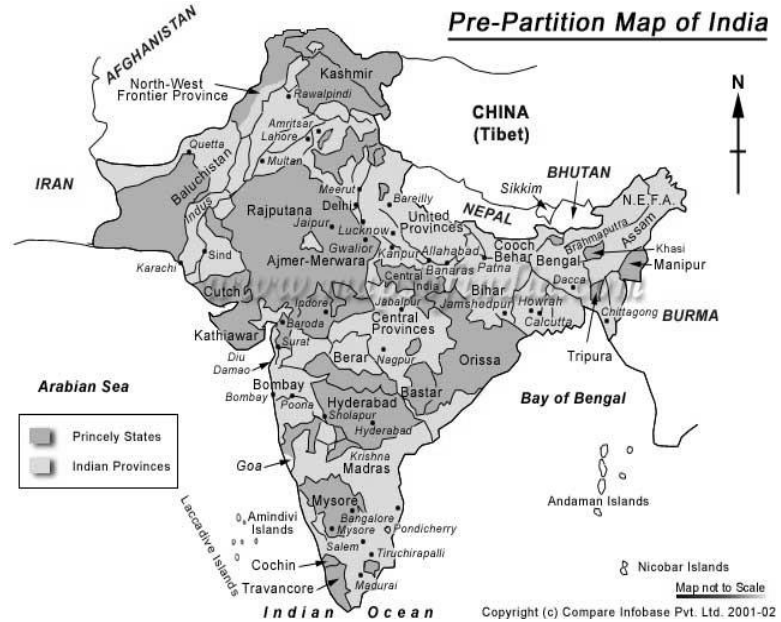 Pre-Partition Map of India
AFGHANISTAN
North-West
Frontier Province
Kashmir
Rawalpindi
N
CHINA
(Tibet)
Amritsar
Lahore
Quetta
Multan
IRAN
Baluchistan
Indus
Meerut
Delhi
Bareilly
Sikkim
BHUTAN
N.E.F.A.
NEPAL
Rajputana
Jaipur
Lucknow
Gwalior
United
Provinces
Cooch
Behar
Brahmaputra
Assam
Ajmer-Merwara
Kanpur
Allahabad
Banaras
Patna
Bengal
Khasi
Manipur
Karachi
Sind
Central
India
Bihar
Dacca
Cutch
Indore
Jabalpur
Jamshedpur
Howrah
Calcutta
Chittagong
BURMA
Kathiawar
Baroda
Surat
Central
Provinces
Tripura
Diu
Damao
Berar
Nagpur
Orissa
Arabian Sea
Bombay
Bombay
Poona
Bastar
Bay of Bengal
Hyderabad
Sholapur
Hyderabad
Princely States
Indian Provinces
Goa
Krishna
Madras
Laccadive Islands
Amindivi
Islands
Mysore
Bangalore
Mysore
Pondicherry
Salem
Tiruchirapalli
Andaman Islands
Cochin
Travancore
Madurai
Nicobar Islands
Map not to Scale
Indian Ocean
Copyright (c) Compare Infobase Pvt. Ltd. 2001-02